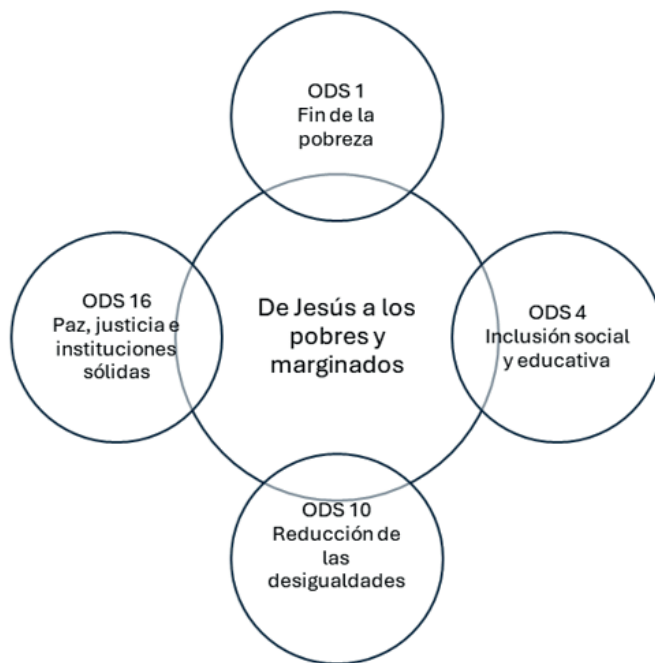 ODS 1
Fin de la
pobreza
ODS 16
Paz, justicia e
instituciones
sólidas
De Jesús a los
pobres y
marginados
ODS 4
Inclusión social
y educativa
ODS 10
Reducción de
las
desigualdades